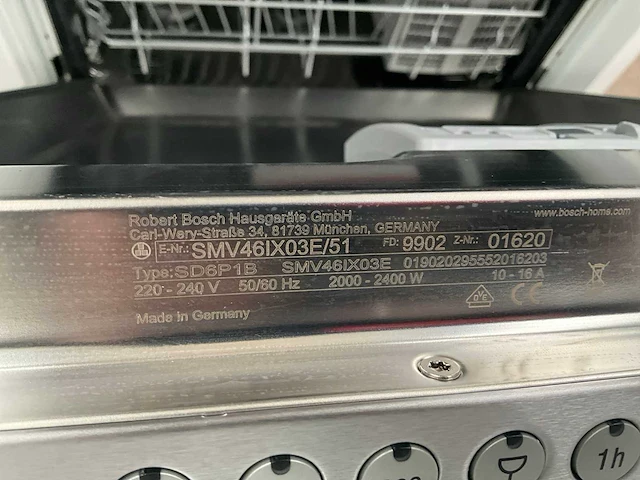 Robert Bosch Hausgeräte GmbH
www.bosch-home.com
Carl-Wery-Straße 34, 81739 München, GERMANY
E-Nr.: SMV46IX03E/51 FD: 9902 Z-Nr.: 01620
Type: SD6P1B SMV46IX03E 019020295552016203
220 - 240 V 50/60 Hz 2000 - 2400 W 10 - 16 A
Made in Germany
1h